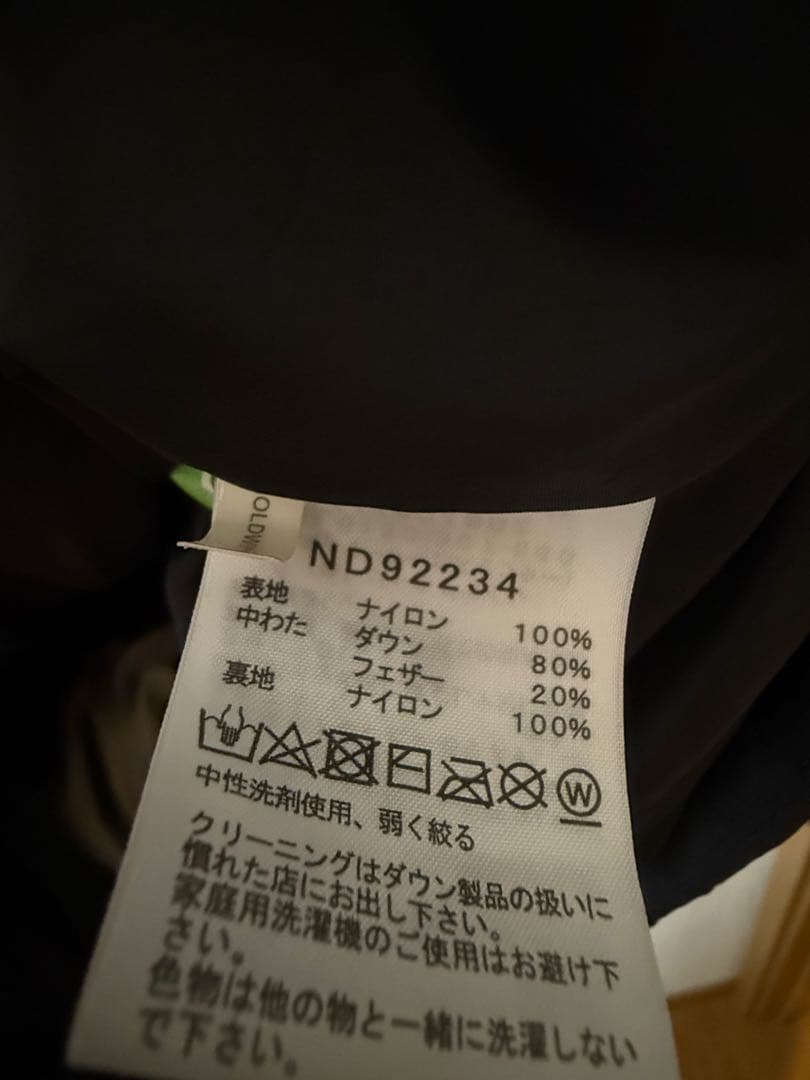 OLDW
ND92234
表地 ナイロン 100%
中わた ダウン 80%
フェザー 20%
裏地 ナイロン 100%
W
中性洗剤使用、弱く絞る
クリーニングはダウン製品の扱いに
慣れた店にお出し下さい。
家庭用洗濯機のご使用はお避け下
さい。
色物は他の物と一緒に洗濯しない
で下さい。